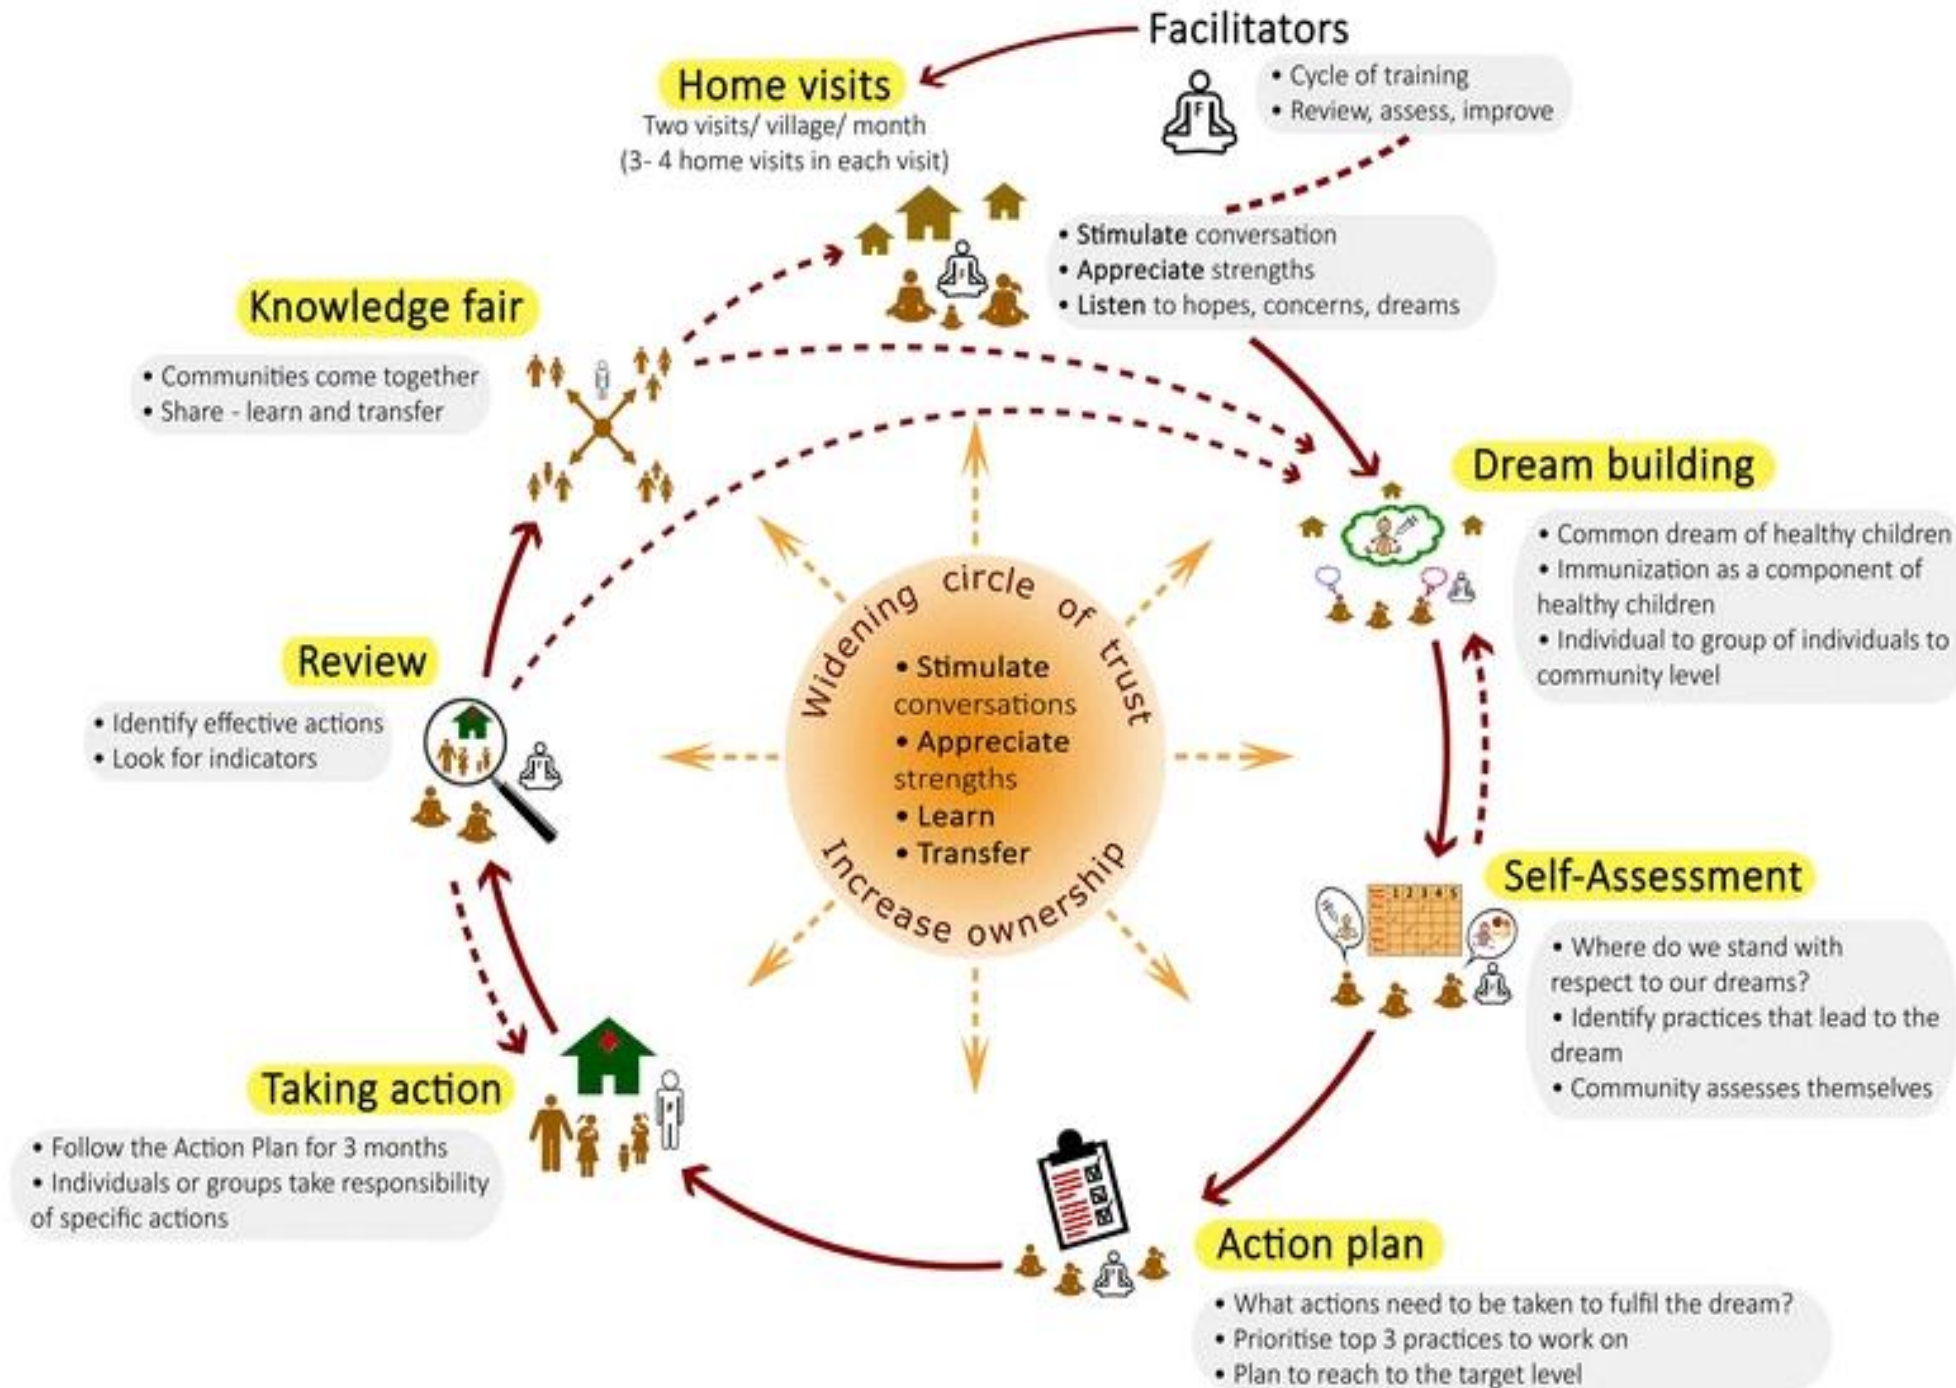 Facilitators
• Cycle of training
• Review, assess, improve
F
Home visits
Two visits/ village/ month
(3- 4 home visits in each visit)
F
• Stimulate conversation
• Appreciate strengths
• Listen to hopes, concerns, dreams
Dream building
• Common dream of healthy children
• Immunization as a component of
healthy children
• Individual to group of individuals to
community level
Self-Assessment
1 2 3 4 5
• Where do we stand with
respect to our dreams?
• Identify practices that lead to the
dream
• Community assesses themselves
Action plan
• What actions need to be taken to fulfil the dream?
• Prioritise top 3 practices to work on
• Plan to reach to the target level
Taking action
• Follow the Action Plan for 3 months
• Individuals or groups take responsibility
of specific actions
Review
• Identify effective actions
• Look for indicators
Knowledge fair
• Communities come together
• Share - learn and transfer
Widening circle of trust
• Stimulate
conversations
• Appreciate
strengths
• Learn
• Transfer
Increase ownership